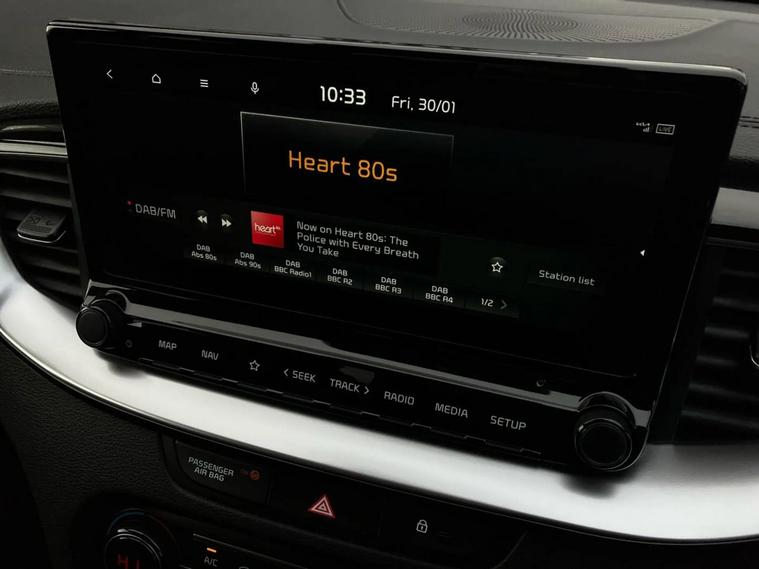 10:33
Fri, 30/01
LIVE
Heart 80s
DAB/FM
heart 80s
Now on Heart 80s: The
Police with Every Breath
You Take
DAB
Abs 80s
DAB
Abs 90s
DAB
BBC Radio1
DAB
BBC R2
DAB
BBC R3
DAB
BBC R4
1/2
Station list
MAP
NAV
SEEK
TRACK
RADIO
MEDIA
SETUP
PASSENGER
AIR BAG
A/C